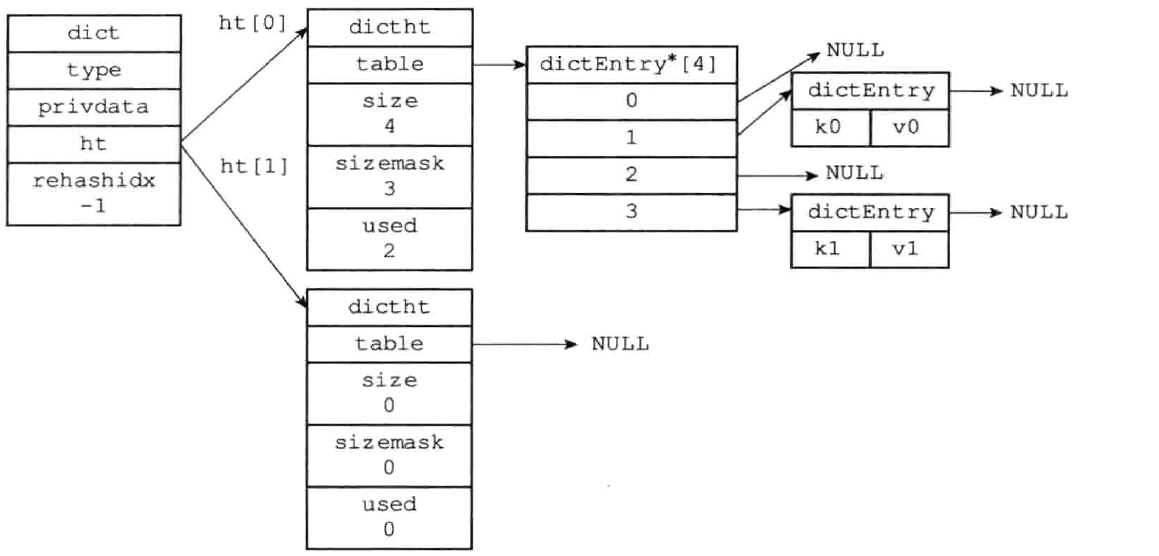 dict
type
privdata
ht
rehashidx
-1
ht[0]
ht[1]
dictht
table
size
4
sizemask
3
used
2
dictht
table
size
0
sizemask
0
used
0
NULL
dictEntry*[4]
0
1
2
3
NULL
dictEntry
k0 v0
NULL
NULL
dictEntry
k1 v1
NULL